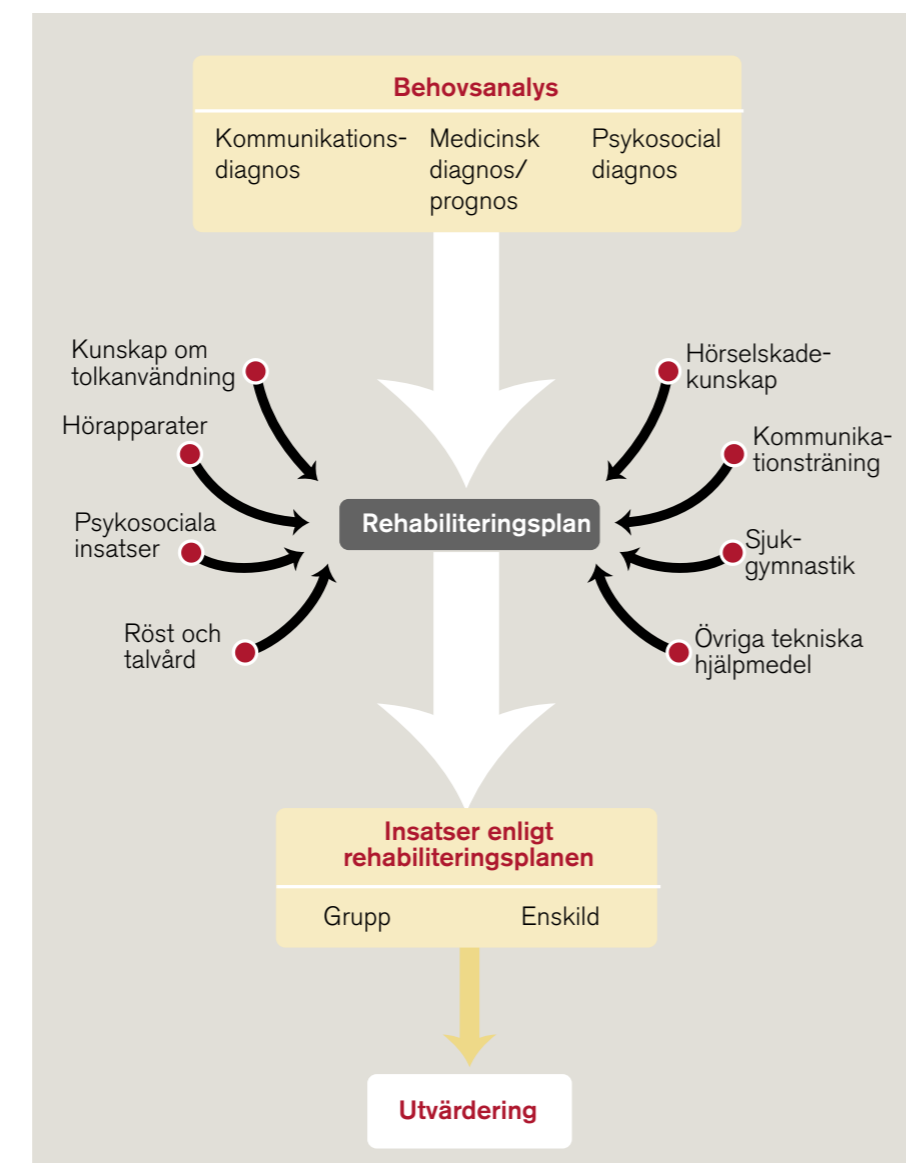 Behovsanalys
Kommunikations-
diagnos
Medicinsk
diagnos/
prognos
Psykosocial
diagnos
Kunskap om
tolkanvändning
Hörapparater
Psykosociala
insatser
Röst och
talvård
Rehabiliteringsplan
Hörselskade-
kunskap
Kommunika-
tionsträning
Sjuk-
gymnastik
Övriga tekniska
hjälpmedel
Insatser enligt
rehabiliteringsplanen
Grupp
Enskild
Utvärdering